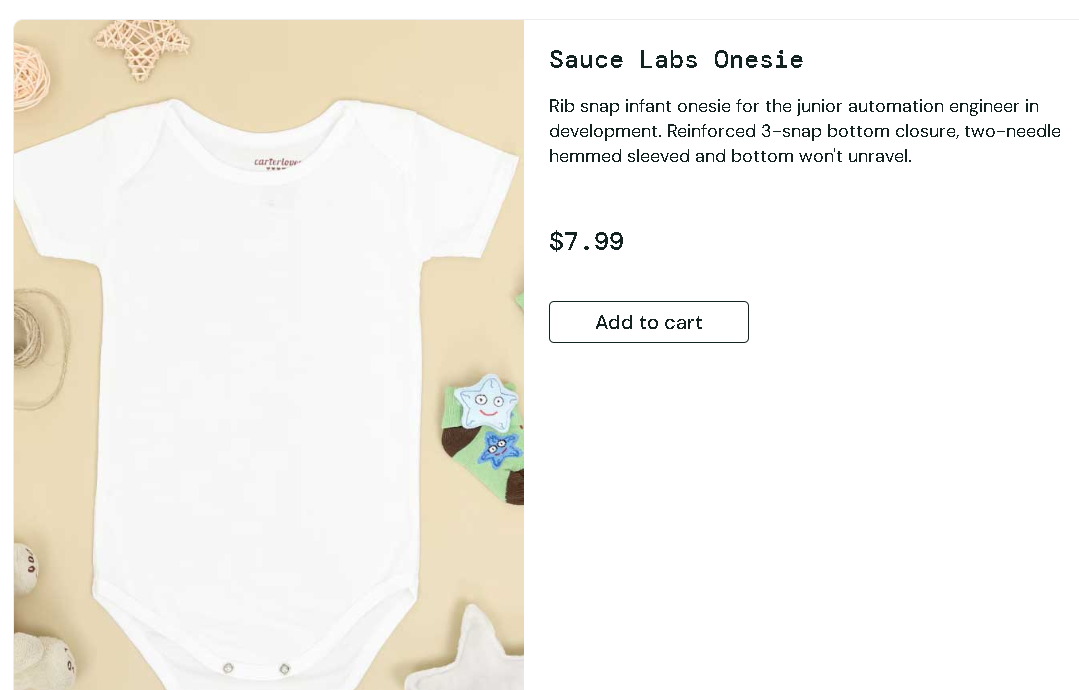 Sauce Labs Onesie
Rib snap infant onesie for the junior automation engineer in
development. Reinforced 3-snap bottom closure, two-needle
hemmed sleeved and bottom won't unravel.
$7.99
Add to cart